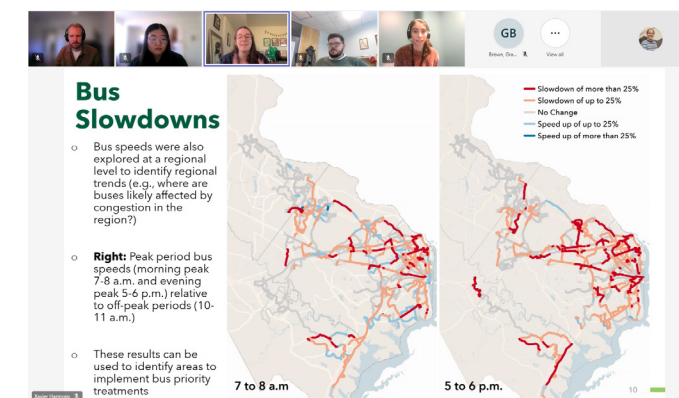 GB
Brown, Gra...
View all
Bus
Slowdowns
Bus speeds were also
explored at a regional
level to identify regional
trends (e.g., where are
buses likely affected by
congestion in the
region?)
Right: Peak period bus
speeds (morning peak
7-8 a.m. and evening
peak 5-6 p.m.) relative
to off-peak periods (10-
11 a.m.)
These results can be
used to identify areas to
implement bus priority
treatments
Slowdown of more than 25%
Slowdown of up to 25%
No Change
Speed up of up to 25%
Speed up of more than 25%
7 to 8 a.m
5 to 6 p.m.
10